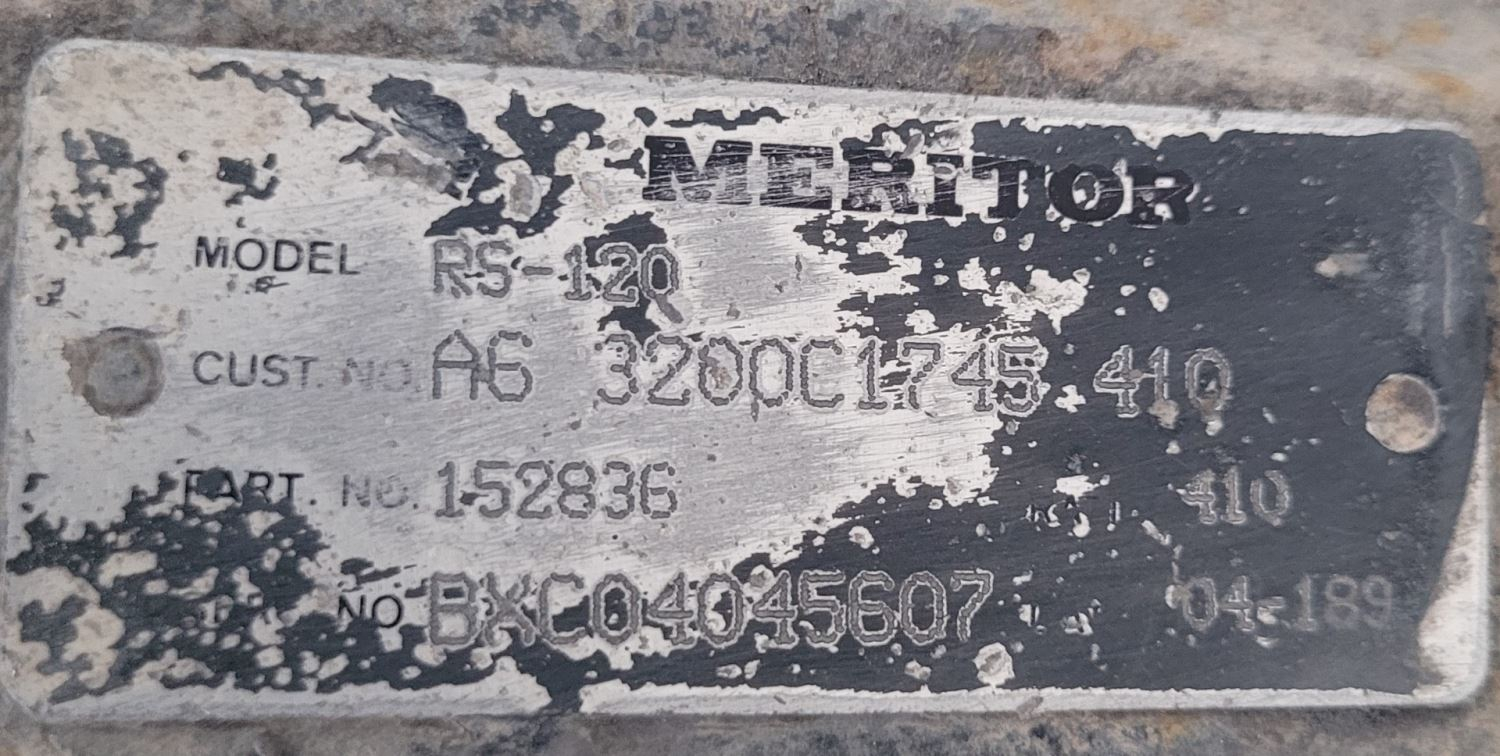 MERITOR
MODEL RS-120
CUST. NO. A6 3200C1745 410
PART. NO. 152836 410
NO BXC04045607 04-189